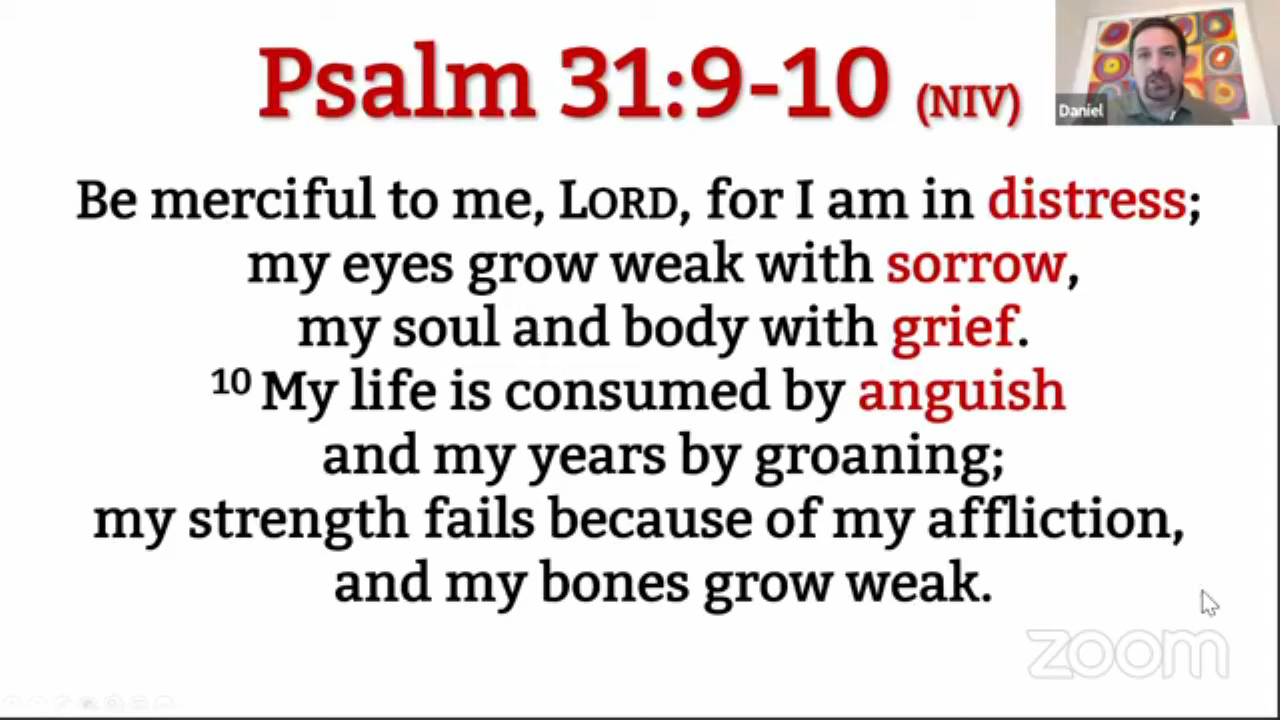 Psalm 31:9-10 (NIV)
Daniel
Be merciful to me, LORD, for I am in distress;
my eyes grow weak with sorrow,
my soul and body with grief.
10 My life is consumed by anguish
and my years by groaning;
my strength fails because of my affliction,
and my bones grow weak.
zoom